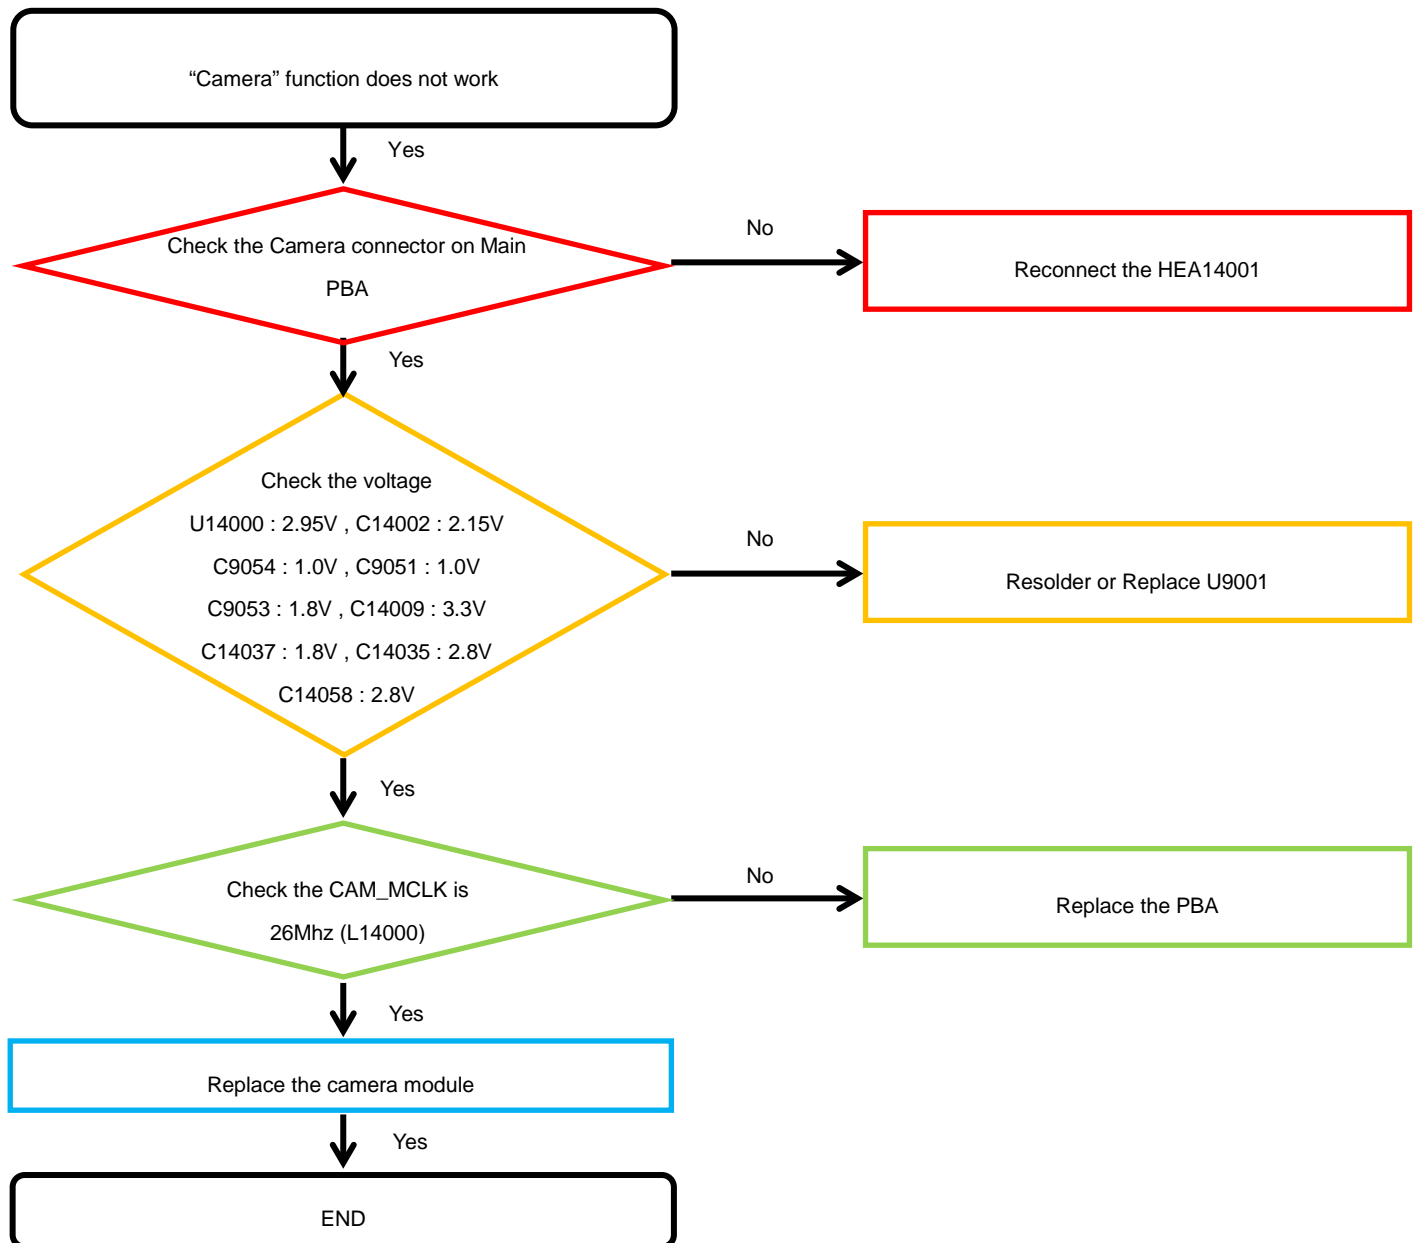 “Camera” function does not work
Yes
Check the Camera connector on Main
PBA
No
Reconnect the HEA14001
Yes
Check the voltage
U14000 : 2.95V , C14002 : 2.15V
C9054 : 1.0V , C9051 : 1.0V
C9053 : 1.8V , C14009 : 3.3V
C14037 : 1.8V , C14035 : 2.8V
C14058 : 2.8V
No
Resolder or Replace U9001
Yes
Check the CAM_MCLK is
26Mhz (L14000)
No
Replace the PBA
Yes
Replace the camera module
Yes
END